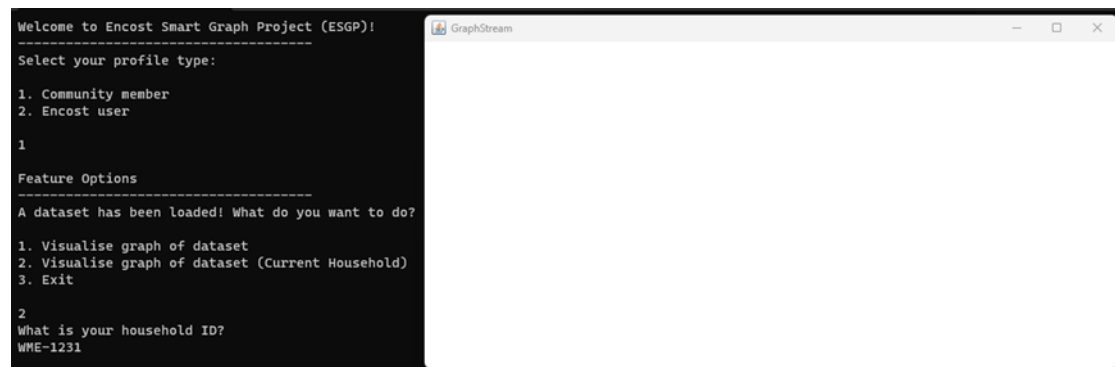 Welcome to Encost Smart Graph Project (ESGP)!
--------------------------------------
Select your profile type:
1. Community member
2. Encost user
1
Feature Options
--------------------------------------
A dataset has been loaded! What do you want to do?
1. Visualise graph of dataset
2. Visualise graph of dataset (Current Household)
3. Exit
2
What is your household ID?
WME-1231
GraphStream